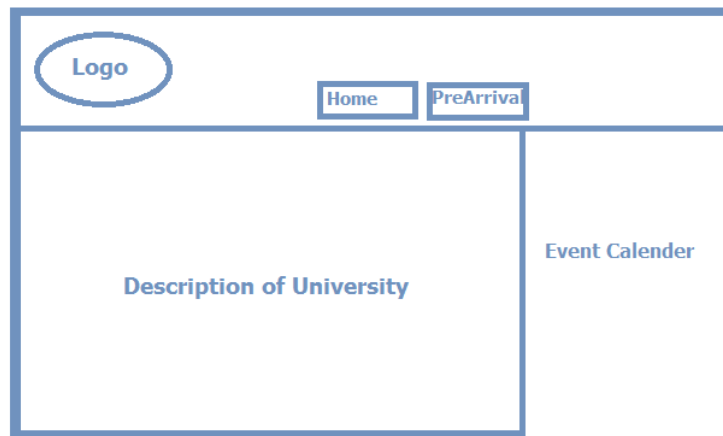 Logo
Home
PreArrival
Event Calender
Description of University